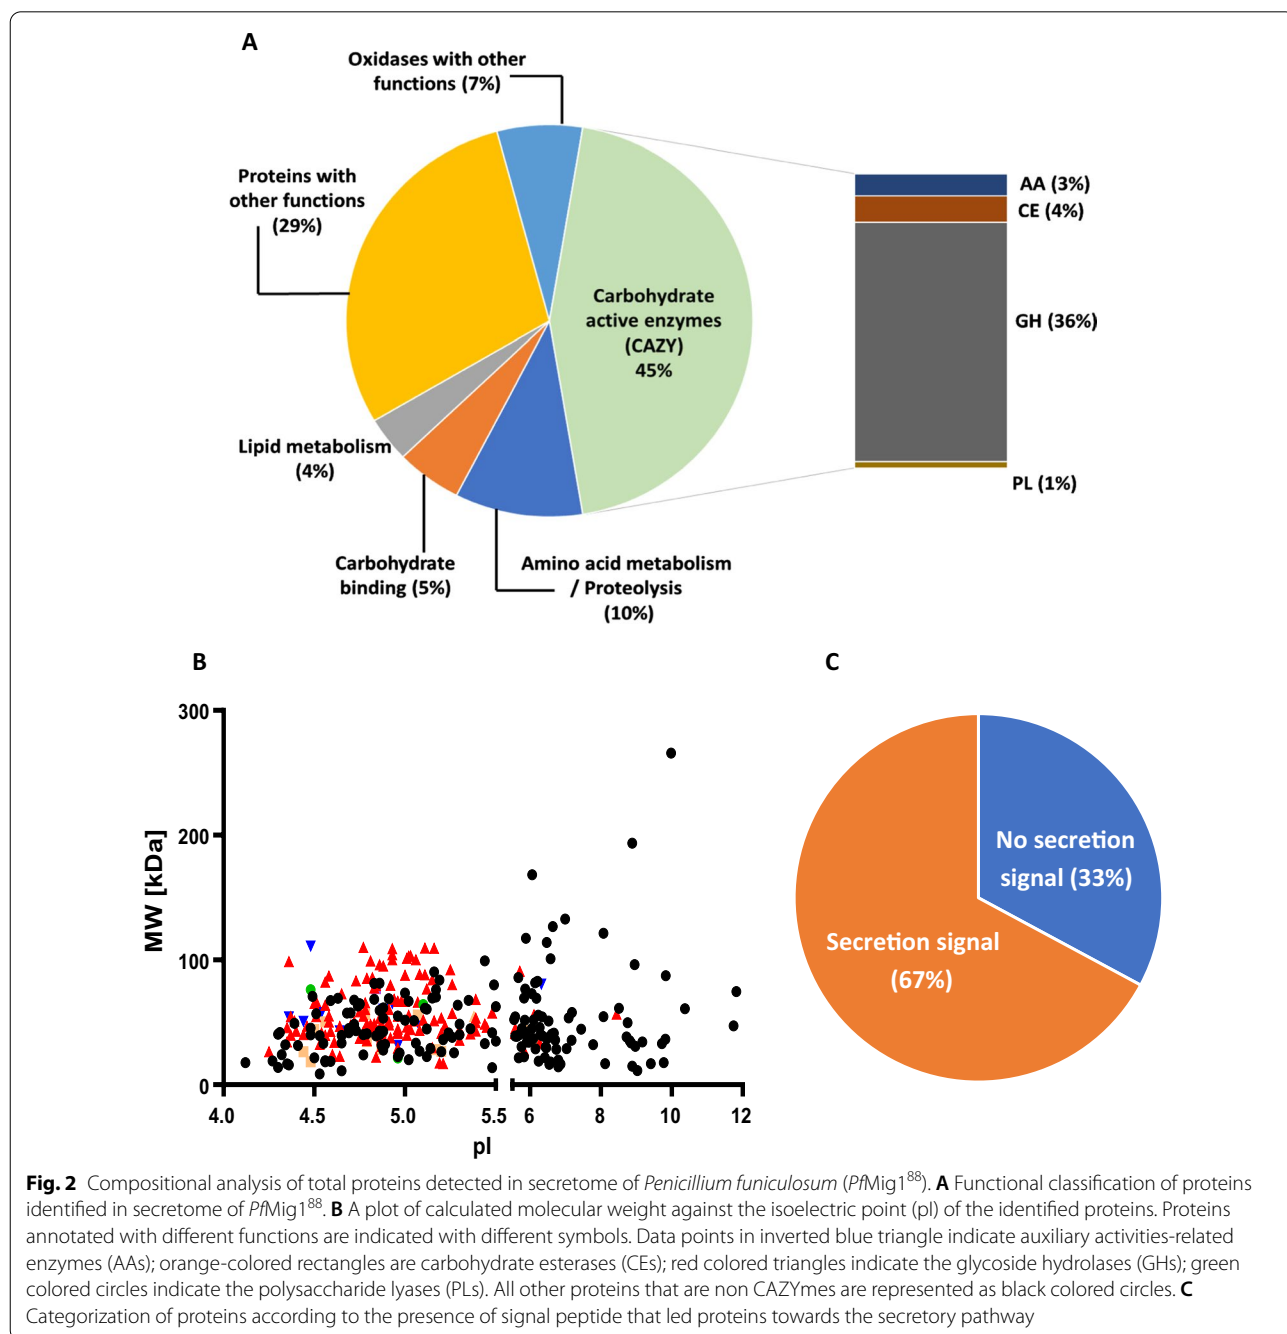 A
Oxidases with other
functions (7%)
Proteins with
other functions
(29%)
Carbohydrate
active enzymes
(CAZY)
45%
Lipid metabolism
(4%)
Carbohydrate
binding (5%)
Amino acid metabolism
/ Proteolysis
(10%)
AA (3%)
CE (4%)
GH (36%)
PL (1%)
B
MW [kDa]
300
200
100
0
4.0 4.5 5.0 5.5 6 8 10 12
pI
C
No secretion
signal (33%)
Secretion signal
(67%)
Fig. 2 Compositional analysis of total proteins detected in secretome of Penicillium funiculosum (PfMig1⁸⁸). A Functional classification of proteins
identified in secretome of PfMig1⁸⁸. B A plot of calculated molecular weight against the isoelectric point (pI) of the identified proteins. Proteins
annotated with different functions are indicated with different symbols. Data points in inverted blue triangle indicate auxiliary activities-related
enzymes (AAs); orange-colored rectangles are carbohydrate esterases (CEs); red colored triangles indicate the glycoside hydrolases (GHs); green
colored circles indicate the polysaccharide lyases (PLs). All other proteins that are non CAZYmes are represented as black colored circles. C
Categorization of proteins according to the presence of signal peptide that led proteins towards the secretory pathway